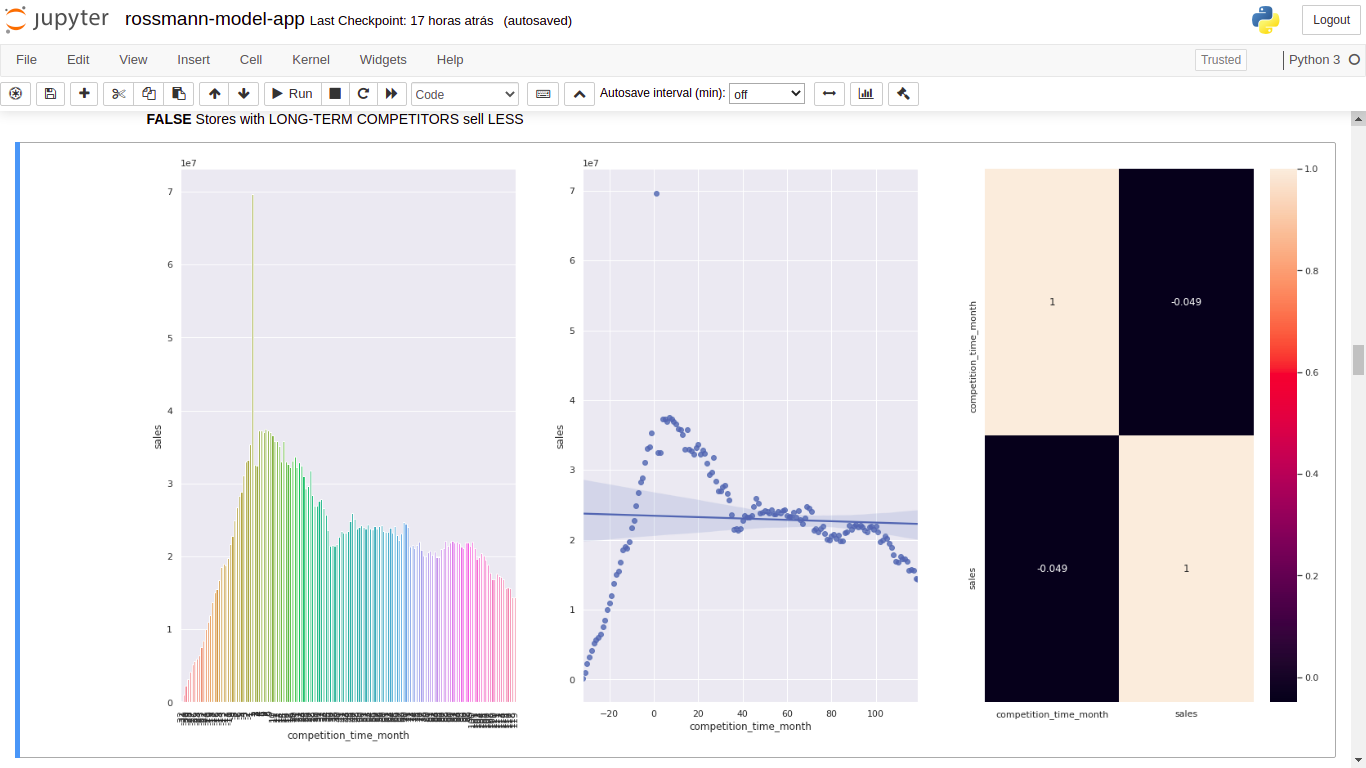 jupyter rossmann-model-app Last Checkpoint: 17 horas atrás (autosaved)
Logout
File Edit View Insert Cell Kernel Widgets Help
Trusted Python 3
Run Code Autosave interval (min): off
FALSE Stores with LONG-TERM COMPETITORS sell LESS
1e7
7
6
5
4
3
2
1
0
sales
competition_time_month
1e7
7
6
5
4
3
2
1
0
sales
−20 0 20 40 60 80 100
competition_time_month
competition_time_month
sales
1 -0.049
-0.049 1
competition_time_month sales
1.0
0.8
0.6
0.4
0.2
0.0